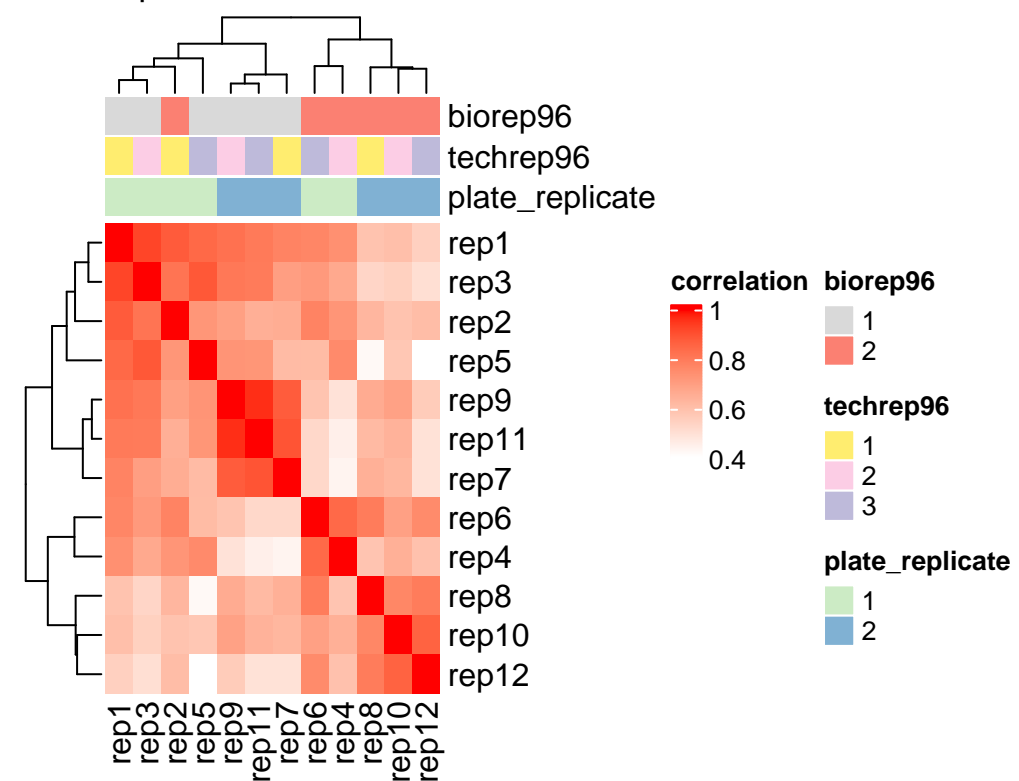 biorep96
techrep96
plate_replicate
rep1
rep3
rep2
rep5
rep9
rep11
rep7
rep6
rep4
rep8
rep10
rep12
rep1
rep3
rep2
rep5
rep9
rep11
rep7
rep6
rep4
rep8
rep10
rep12
correlation
1
0.8
0.6
0.4
biorep96
1
2
techrep96
1
2
3
plate_replicate
1
2